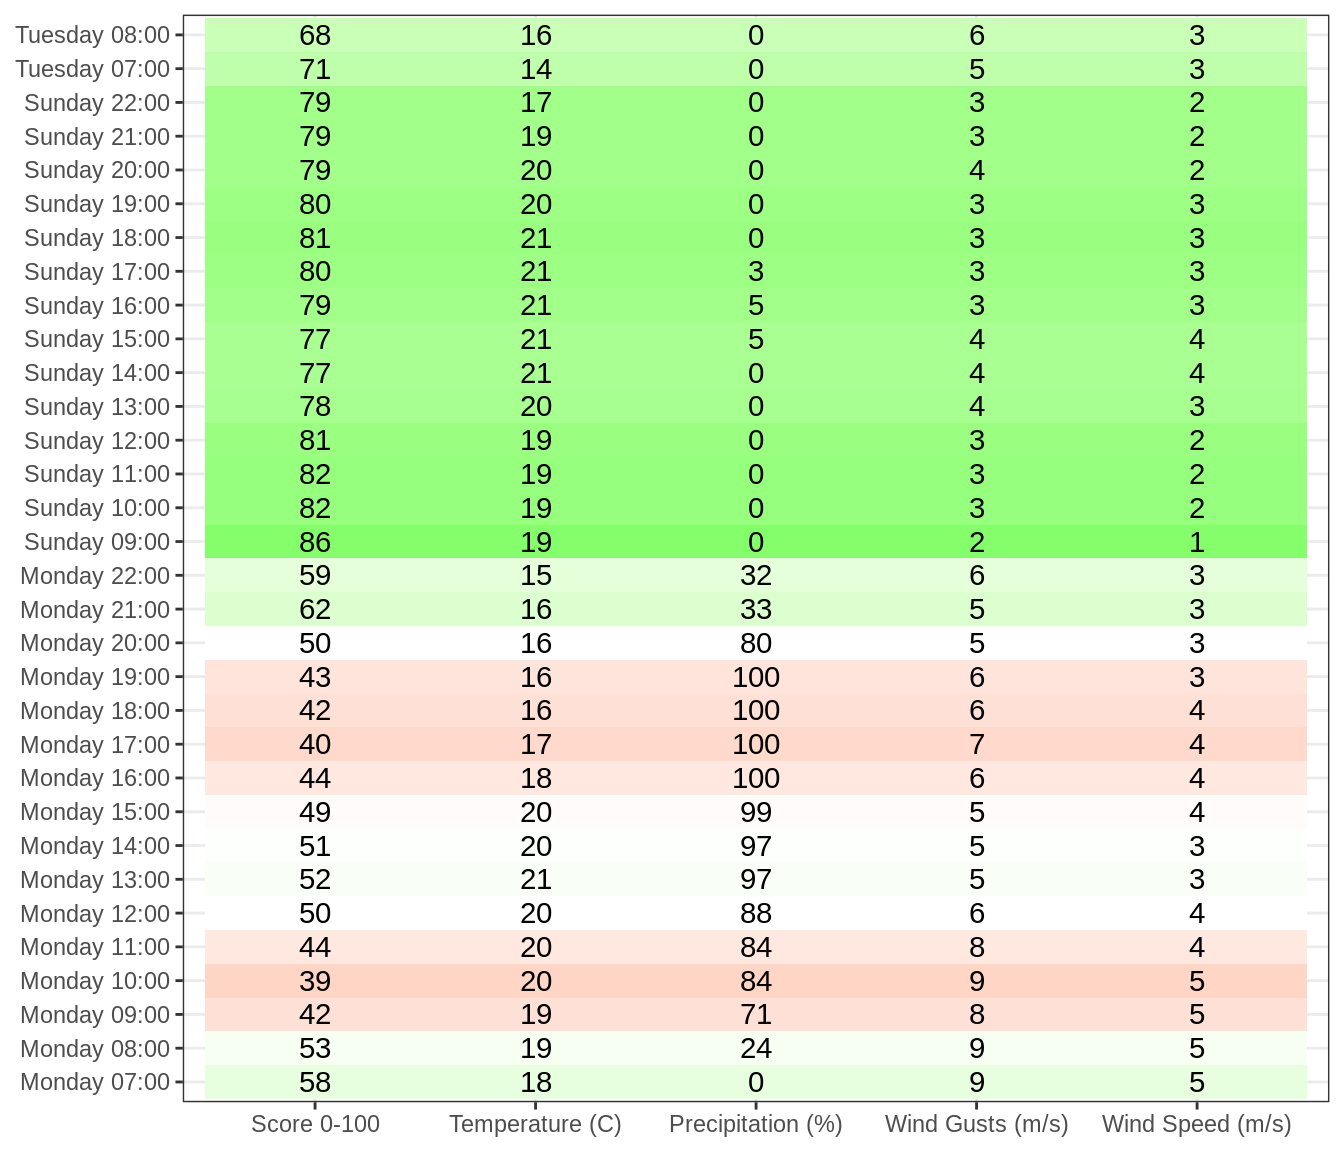 Tuesday 08:00 68 16 0 6 3
Tuesday 07:00 71 14 0 5 3
Sunday 22:00 79 17 0 3 2
Sunday 21:00 79 19 0 3 2
Sunday 20:00 79 20 0 4 2
Sunday 19:00 80 20 0 3 3
Sunday 18:00 81 21 0 3 3
Sunday 17:00 80 21 3 3 3
Sunday 16:00 79 21 5 3 3
Sunday 15:00 77 21 5 4 4
Sunday 14:00 77 21 0 4 4
Sunday 13:00 78 20 0 4 3
Sunday 12:00 81 19 0 3 2
Sunday 11:00 82 19 0 3 2
Sunday 10:00 82 19 0 3 2
Sunday 09:00 86 19 0 2 1
Monday 22:00 59 15 32 6 3
Monday 21:00 62 16 33 5 3
Monday 20:00 50 16 80 5 3
Monday 19:00 43 16 100 6 3
Monday 18:00 42 16 100 6 4
Monday 17:00 40 17 100 7 4
Monday 16:00 44 18 100 6 4
Monday 15:00 49 20 99 5 4
Monday 14:00 51 20 97 5 3
Monday 13:00 52 21 97 5 3
Monday 12:00 50 20 88 6 4
Monday 11:00 44 20 84 8 4
Monday 10:00 39 20 84 9 5
Monday 09:00 42 19 71 8 5
Monday 08:00 53 19 24 9 5
Monday 07:00 58 18 0 9 5
Score 0-100 Temperature (C) Precipitation (%) Wind Gusts (m/s) Wind Speed (m/s)